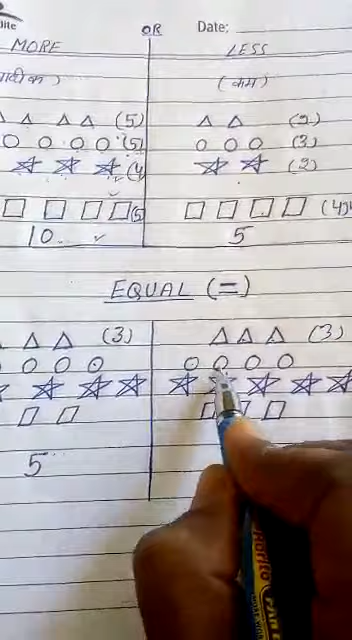 OR Date:
MORE LESS
( कम )
(5) (2)
(5) (3)
(4 (2)
(5 (4)
10 5
EQUAL (=)
(3) (3)
5